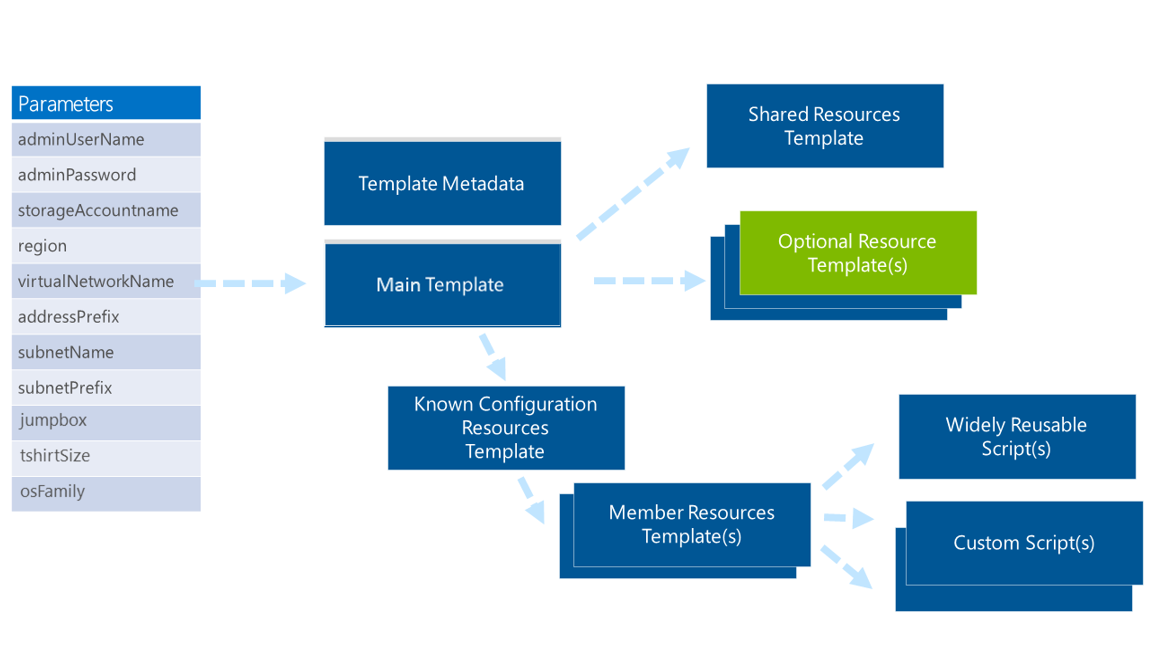 Parameters
adminUserName
adminPassword
storageAccountname
region
virtualNetworkName
addressPrefix
subnetName
subnetPrefix
jumpbox
tshirtSize
osFamily
Template Metadata
Main Template
Shared Resources
Template
Optional Resource
Template(s)
Known Configuration
Resources
Template
Member Resources
Template(s)
Widely Reusable
Script(s)
Custom Script(s)